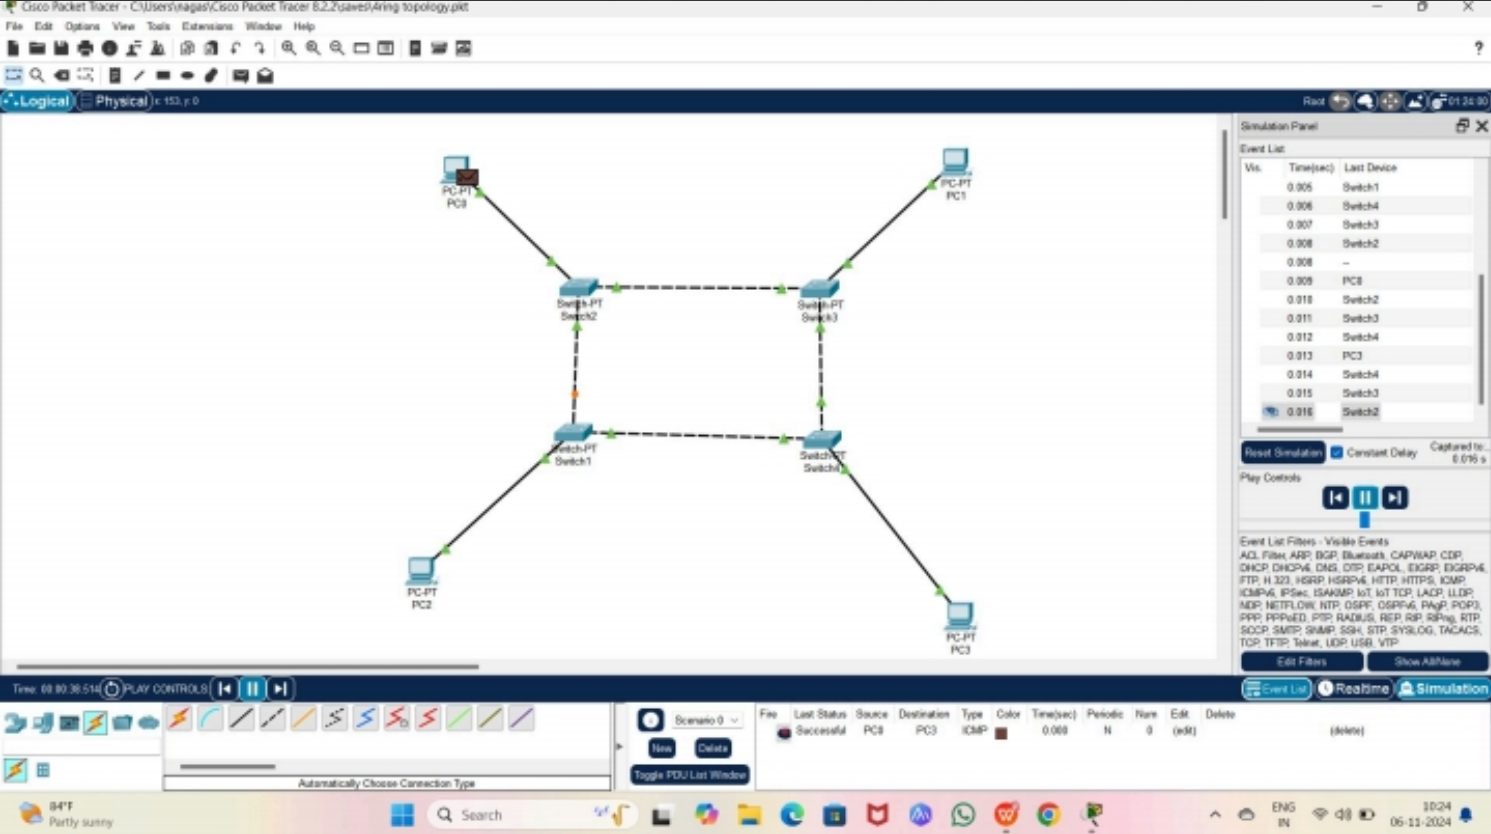 Cisco Packet Tracer - C:\Users\nagas\Cisco Packet Tracer 8.2.2\saves\4ring topology.pkt
File Edit Options View Tools Extensions Window Help
?
Logical Physical x: 153, y: 0 Root 01:24:00
Simulation Panel
Event List
Vis. Time(sec) Last Device
0.005 Switch1
0.006 Switch4
0.007 Switch3
0.008 Switch2
0.008 --
0.009 PC0
0.010 Switch2
0.011 Switch3
0.012 Switch4
0.013 PC3
0.014 Switch4
0.015 Switch3
0.016 Switch2
Reset Simulation Constant Delay Captured to:
0.016 s
Play Controls
Event List Filters - Visible Events
ACL Filter, ARP, BGP, Bluetooth, CAPWAP, CDP,
DHCP, DHCPv6, DNS, DTP, EAPOL, EIGRP, EIGRPv6,
FTP, H.323, HSRP, HSRPv6, HTTP, HTTPS, ICMP,
ICMPv6, IPSec, ISAKMP, IoT, IoT TCP, LACP, LLDP,
NDP, NETFLOW, NTP, OSPF, OSPFv6, PAgP, POP3,
PPP, PPPoED, PTP, RADIUS, REP, RIP, RIPng, RTP,
SCCP, SMTP, SNMP, SSH, STP, SYSLOG, TACACS,
TCP, TFTP, Telnet, UDP, USB, VTP
Edit Filters Show All/None
PC-PT
PC0
PC-PT
PC1
Switch-PT
Switch2
Switch-PT
Switch3
Switch-PT
Switch1
Switch-PT
Switch4
PC-PT
PC2
PC-PT
PC3
Time: 00:00:38.514 PLAY CONTROLS:
Event List Realtime Simulation
Scenario 0
New Delete
Toggle PDU List Window
Automatically Choose Connection Type
Fire Last Status Source Destination Type Color Time(sec) Periodic Num Edit Delete
Successful PC0 PC3 ICMP 0.000 N 0 (edit) (delete)
84°F
Partly sunny
Search
ENG
IN
10:24
06-11-2024